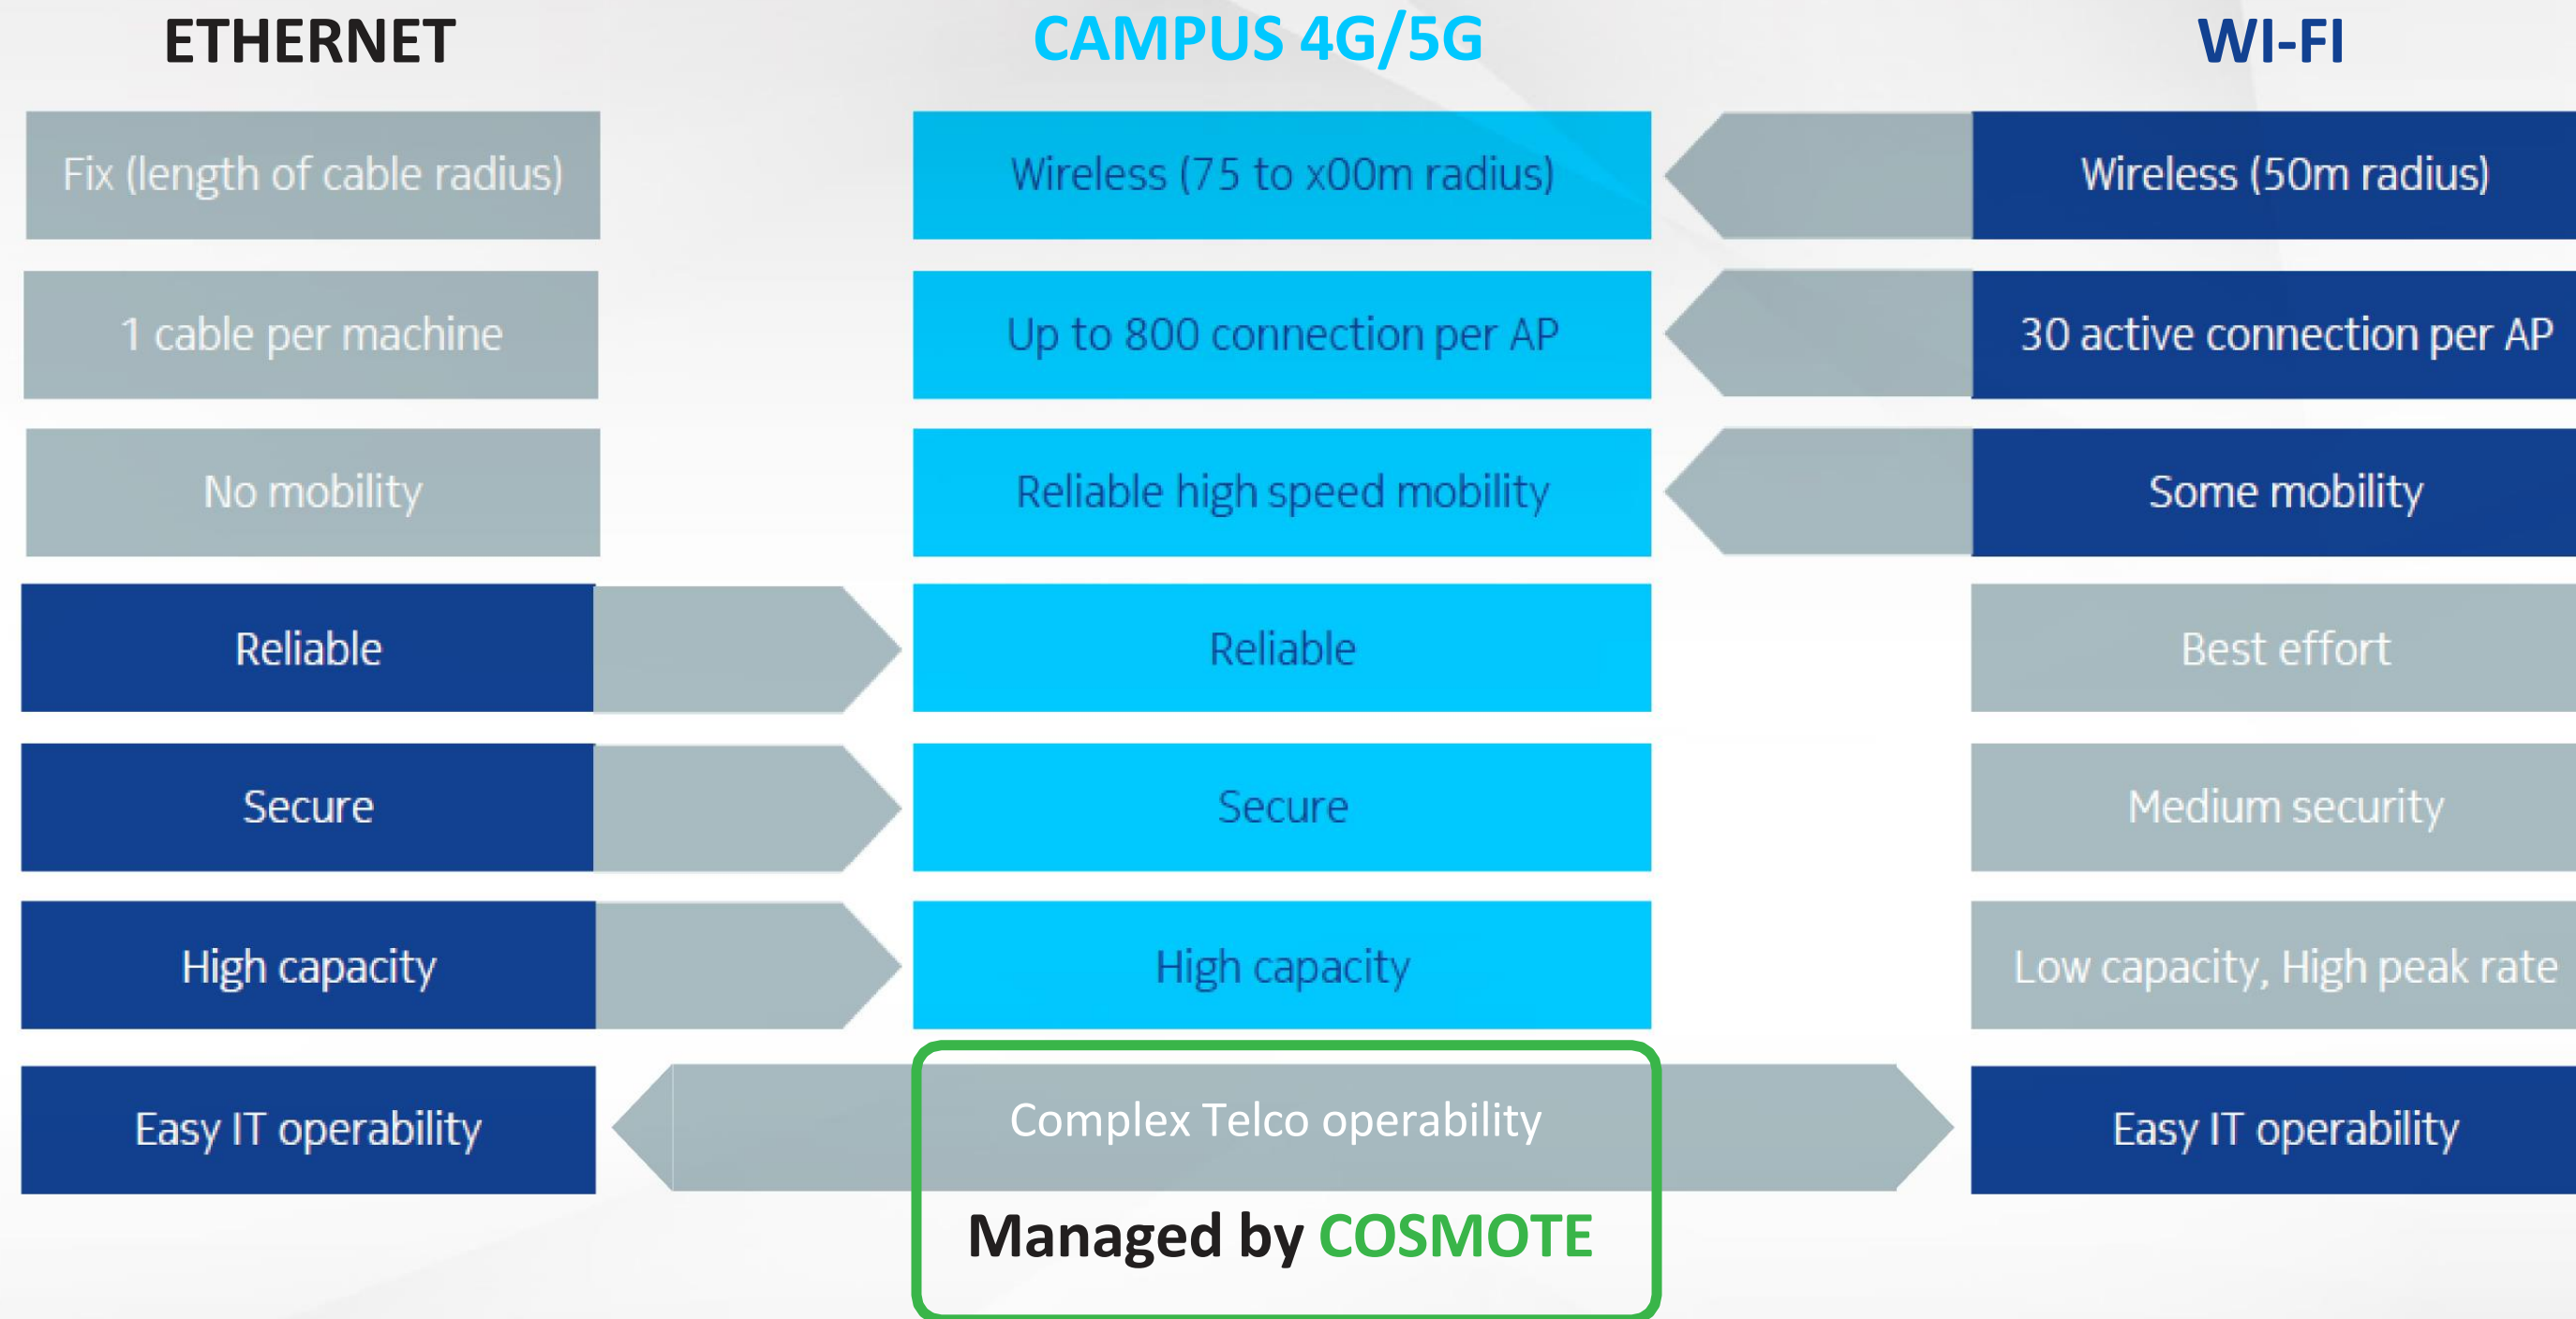 ETHERNET
CAMPUS 4G/5G
WI-FI
Fix (length of cable radius)
Wireless (75 to x00m radius)
Wireless (50m radius)
1 cable per machine
Up to 800 connection per AP
30 active connection per AP
No mobility
Reliable high speed mobility
Some mobility
Reliable
Reliable
Best effort
Secure
Secure
Medium security
High capacity
High capacity
Low capacity, High peak rate
Easy IT operability
Complex Telco operability
Easy IT operability
Managed by COSMOTE